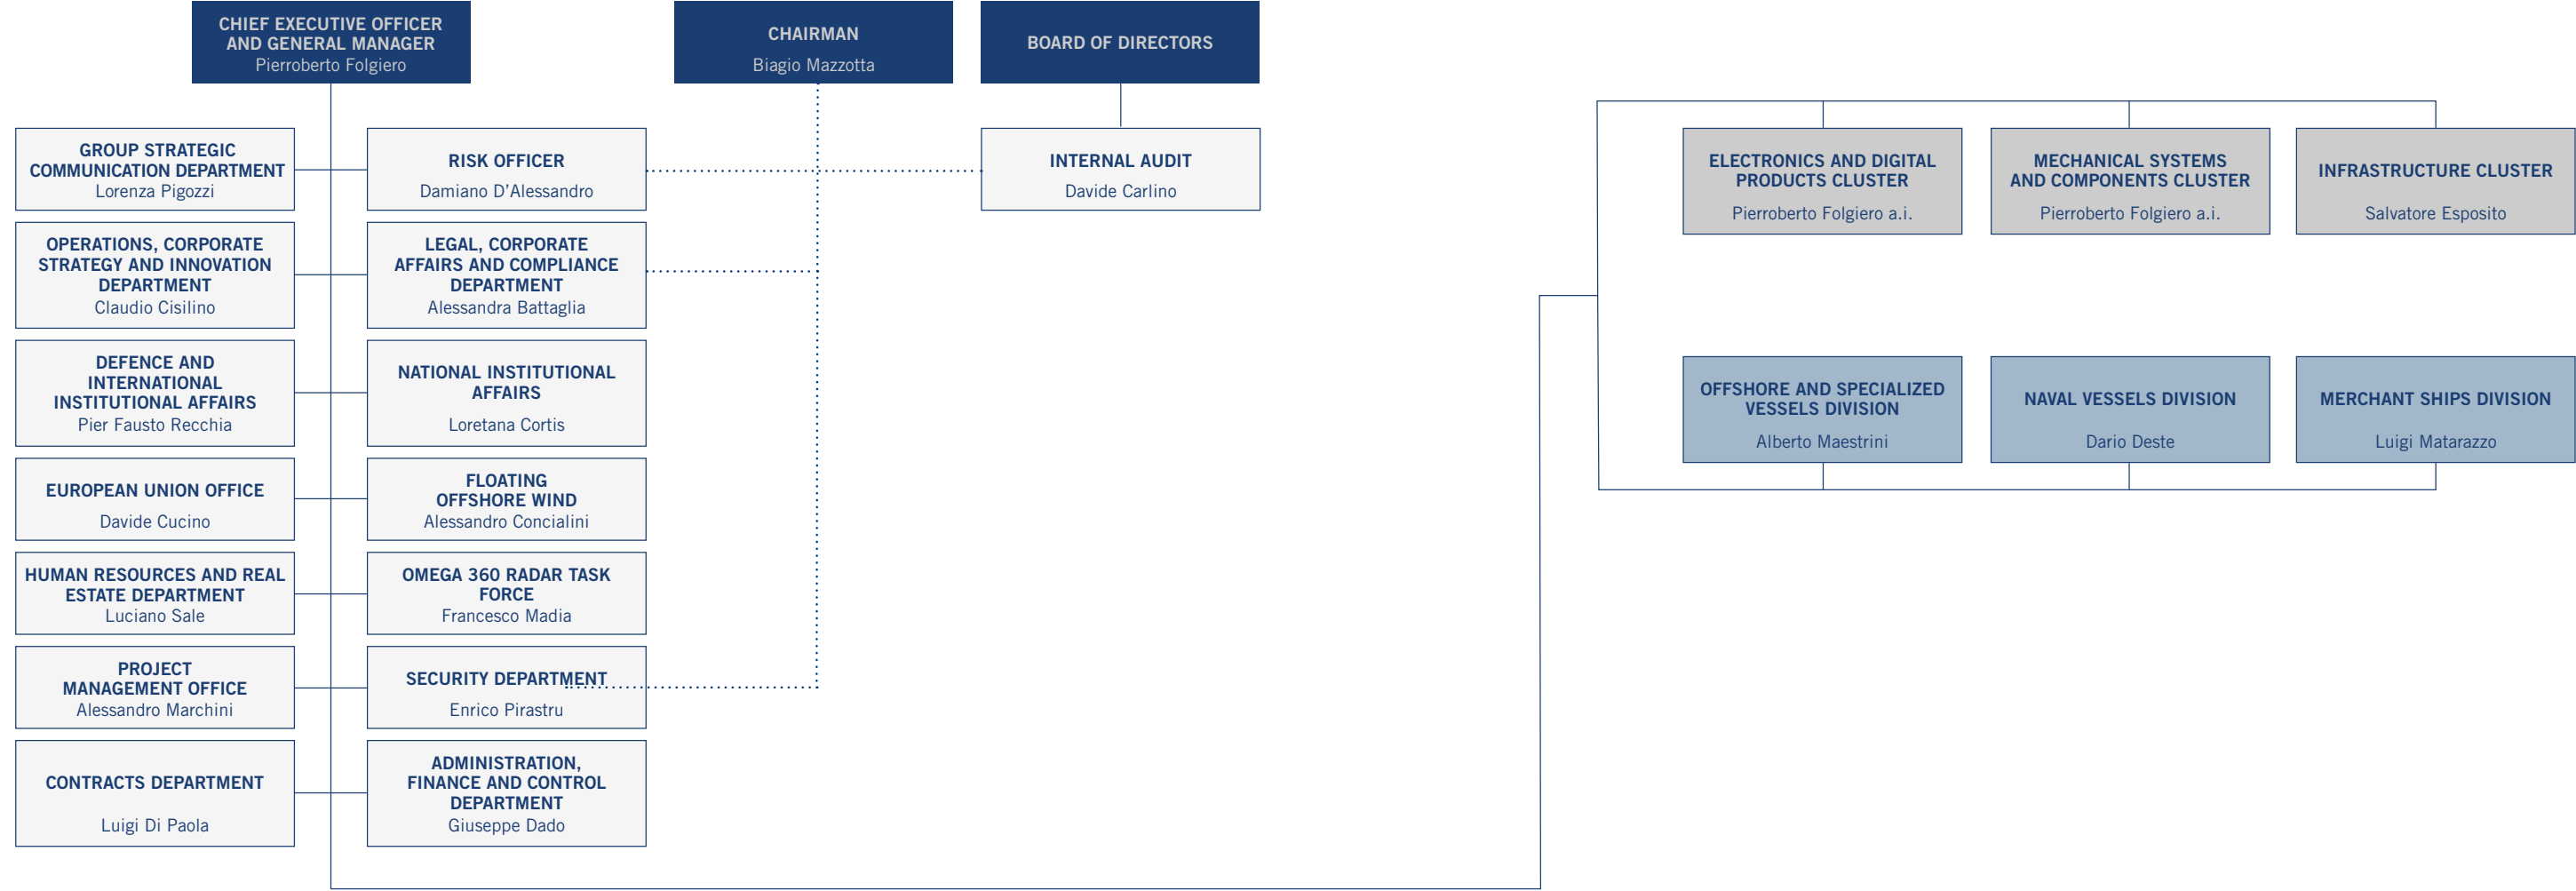 CHIEF EXECUTIVE OFFICER
AND GENERAL MANAGER
Pierroberto Folgiero
CHAIRMAN
Biagio Mazzotta
BOARD OF DIRECTORS
GROUP STRATEGIC
COMMUNICATION DEPARTMENT
Lorenza Pigozzi
RISK OFFICER
Damiano D’Alessandro
INTERNAL AUDIT
Davide Carlino
ELECTRONICS AND DIGITAL
PRODUCTS CLUSTER
Pierroberto Folgiero a.i.
MECHANICAL SYSTEMS
AND COMPONENTS CLUSTER
Pierroberto Folgiero a.i.
INFRASTRUCTURE CLUSTER
Salvatore Esposito
OPERATIONS, CORPORATE
STRATEGY AND INNOVATION
DEPARTMENT
Claudio Cisilino
LEGAL, CORPORATE
AFFAIRS AND COMPLIANCE
DEPARTMENT
Alessandra Battaglia
DEFENCE AND
INTERNATIONAL
INSTITUTIONAL AFFAIRS
Pier Fausto Recchia
NATIONAL INSTITUTIONAL
AFFAIRS
Loretana Cortis
OFFSHORE AND SPECIALIZED
VESSELS DIVISION
Alberto Maestrini
NAVAL VESSELS DIVISION
Dario Deste
MERCHANT SHIPS DIVISION
Luigi Matarazzo
EUROPEAN UNION OFFICE
Davide Cucino
FLOATING
OFFSHORE WIND
Alessandro Concialini
HUMAN RESOURCES AND REAL
ESTATE DEPARTMENT
Luciano Sale
OMEGA 360 RADAR TASK
FORCE
Francesco Madia
PROJECT
MANAGEMENT OFFICE
Alessandro Marchini
SECURITY DEPARTMENT
Enrico Pirastru
CONTRACTS DEPARTMENT
Luigi Di Paola
ADMINISTRATION,
FINANCE AND CONTROL
DEPARTMENT
Giuseppe Dado